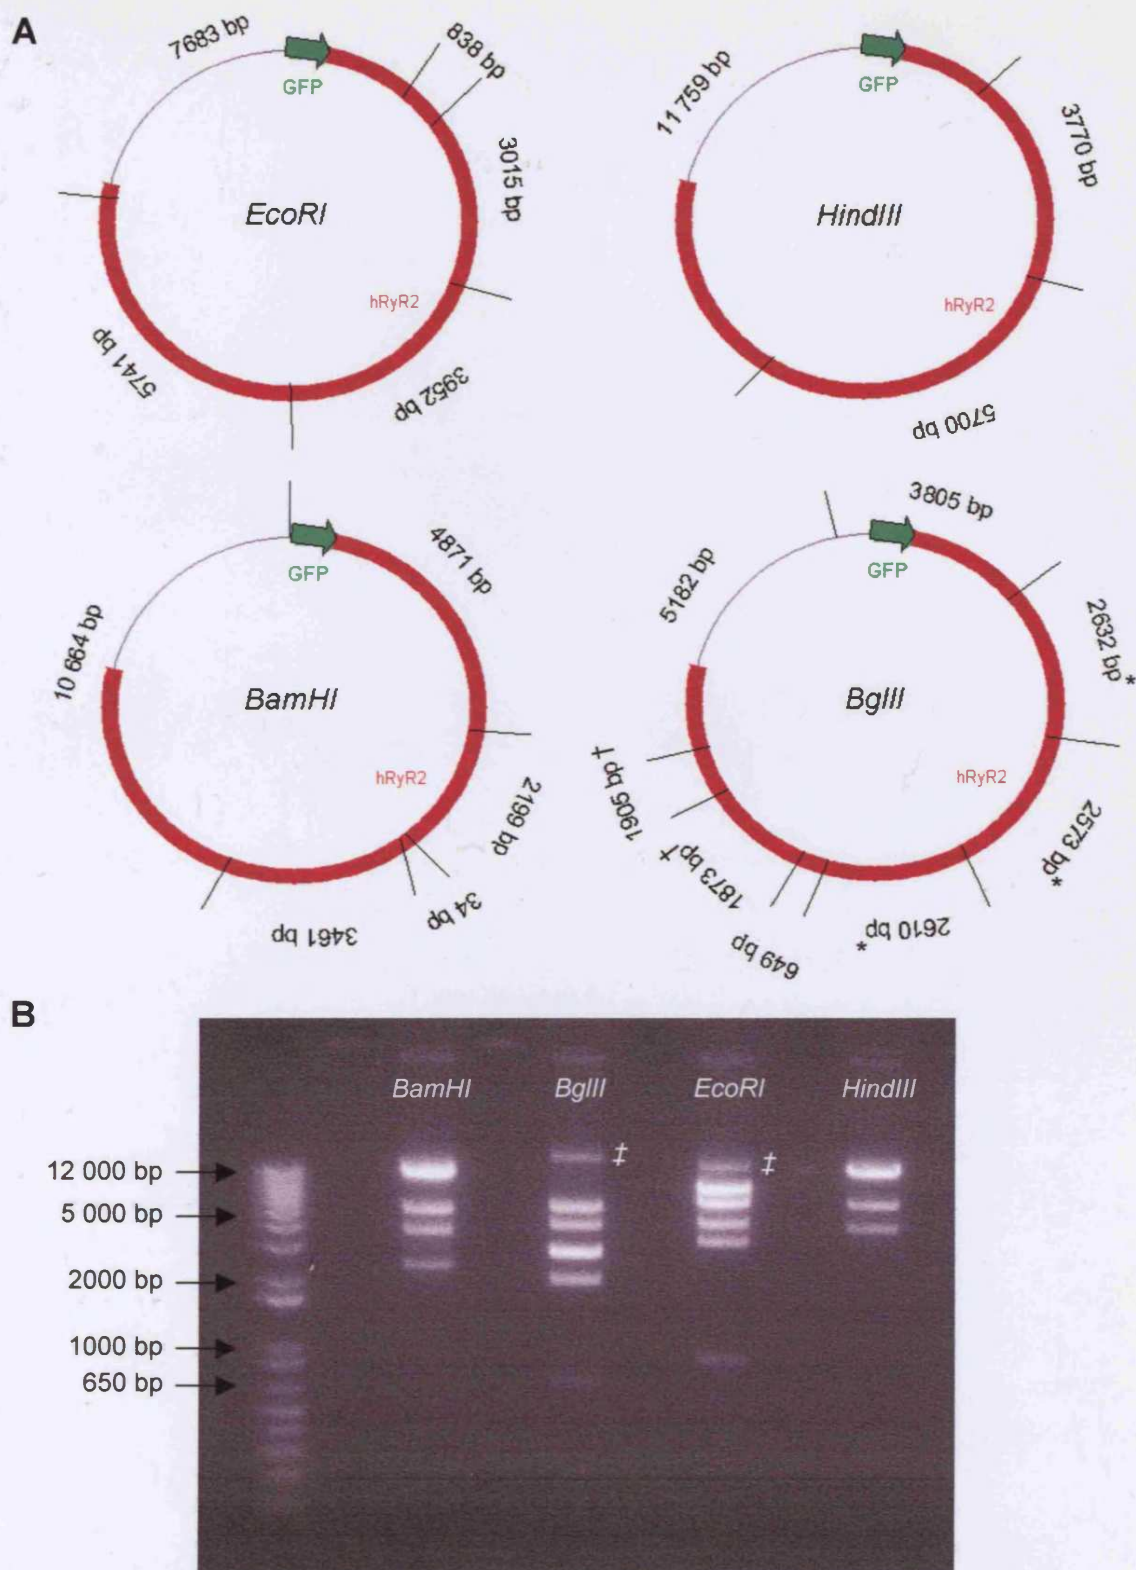 A
7683 bp
838 bp
GFP
3015 bp
EcoRI
hRyR2
3952 bp
5741 bp
11 759 bp
GFP
3770 bp
HindIII
hRyR2
5700 bp
4871 bp
GFP
10 664 bp
BamHI
hRyR2
2199 bp
34 bp
3461 bp
3805 bp
GFP
5182 bp
2632 bp*
BglII
hRyR2
2573 bp*
2610 bp*
649 bp
1873 bp†
1905 bp†
B
BamHI BglII EcoRI HindIII
‡
‡
12 000 bp
5 000 bp
2000 bp
1000 bp
650 bp